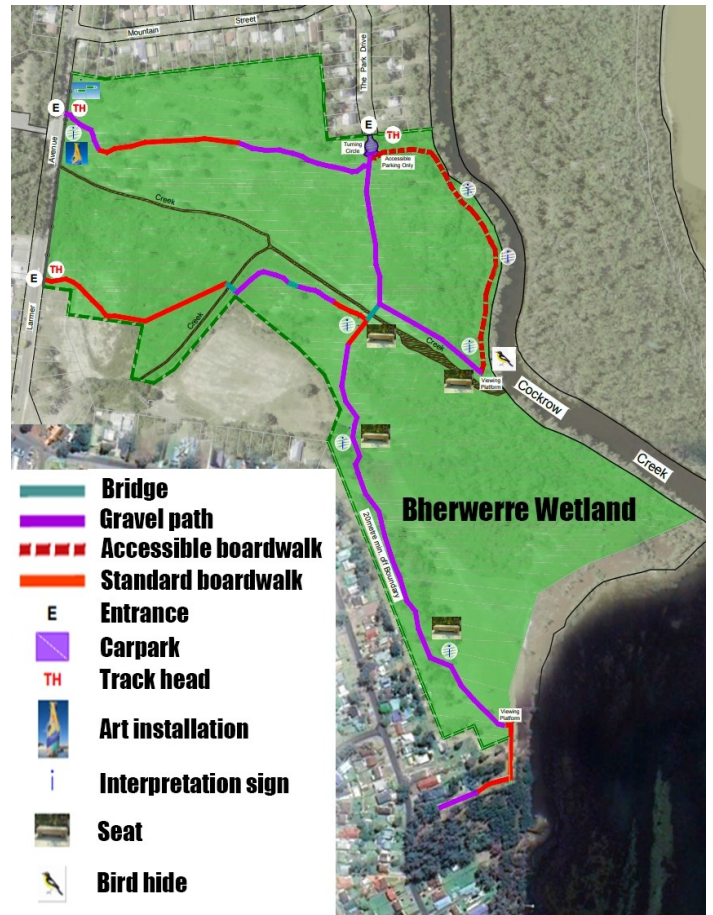 Mountain
Street
The Park Drive
E
TH
E
TH
Turning
Circle
Accessible
Parking Only
Avenue
Creek
E
TH
Larmer
Creek
Creek
Viewing
Platform
Cockrow
Creek
Bherwerre Wetland
20metre min. off Boundary
Viewing
Platform
Bridge
Gravel path
Accessible boardwalk
Standard boardwalk
E Entrance
Carpark
TH Track head
Art installation
i Interpretation sign
Seat
Bird hide